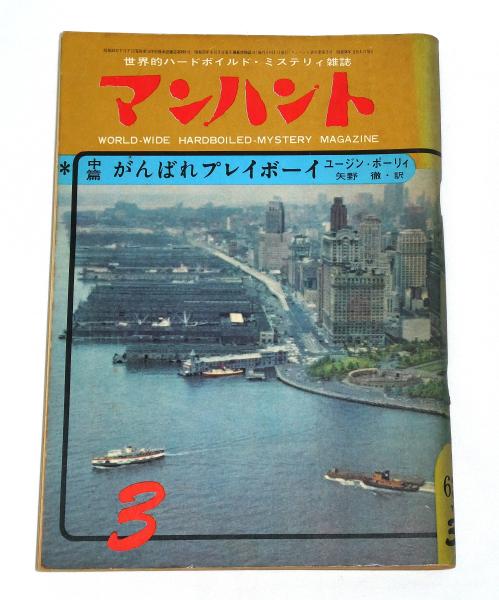 世界的ハードボイルド・ミステリィ雑誌
マンハント
WORLD-WIDE HARDBOILED-MYSTERY MAGAZINE
*中篇 がんばれプレイボーイ ユージン・ポーリィ
矢野 徹・訳
3